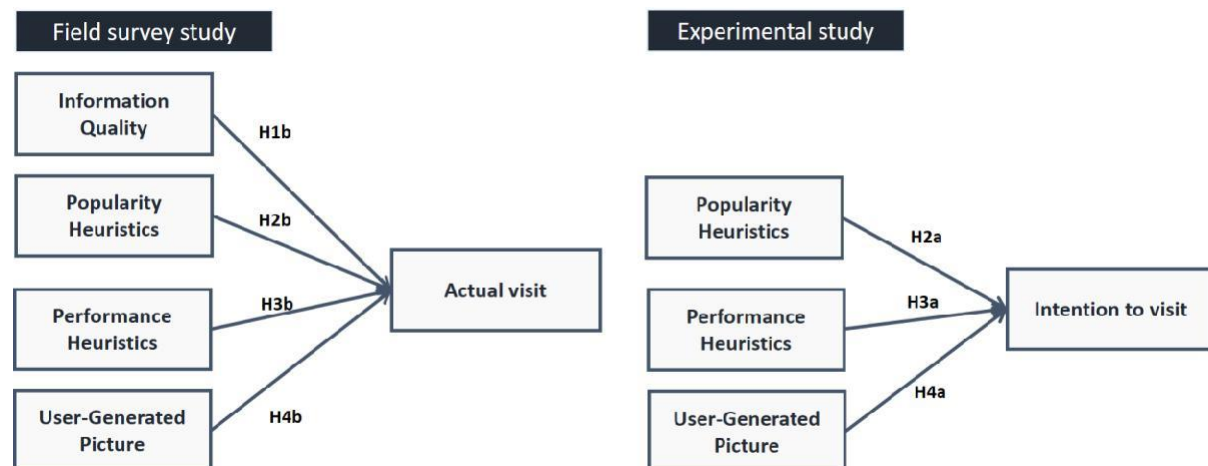 Field survey study
Information
Quality
H1b
Popularity
Heuristics
H2b
Actual visit
Performance
Heuristics
H3b
User-Generated
Picture
H4b
Experimental study
Popularity
Heuristics
H2a
Performance
Heuristics
H3a
Intention to visit
User-Generated
Picture
H4a